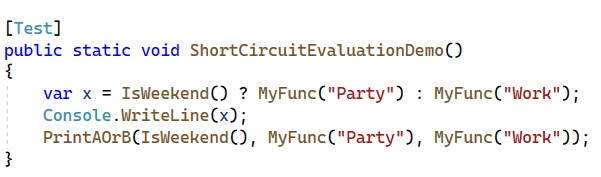 [Test]
public static void ShortCircuitEvaluationDemo()
{
    var x = IsWeekend() ? MyFunc("Party") : MyFunc("Work");
    Console.WriteLine(x);
    PrintAOrB(IsWeekend(), MyFunc("Party"), MyFunc("Work"));
}